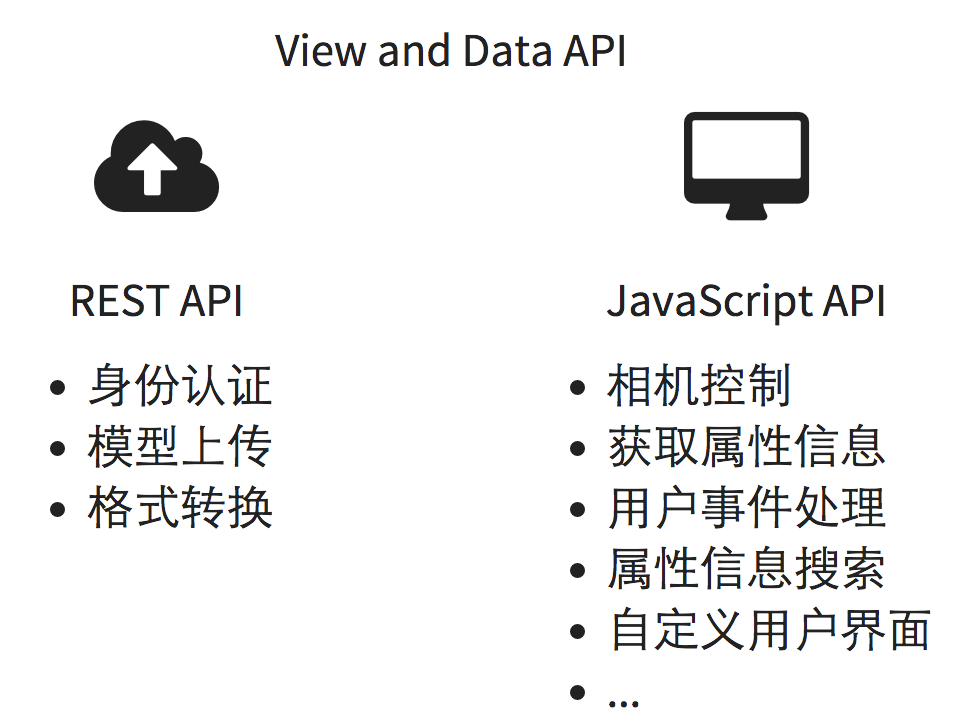 View and Data API
REST API
• 身份认证
• 模型上传
• 格式转换
JavaScript API
• 相机控制
• 获取属性信息
• 用户事件处理
• 属性信息搜索
• 自定义用户界面
• ...